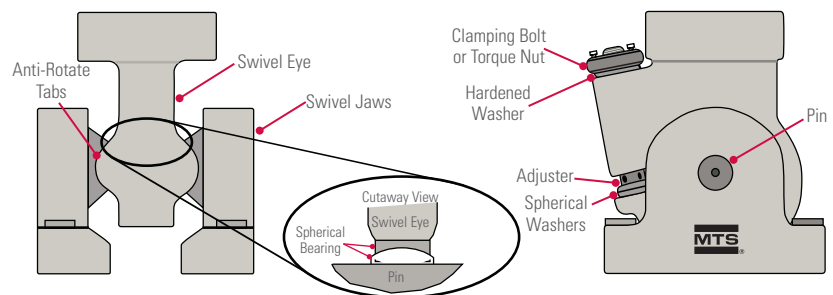 Anti-Rotate
Tabs
Swivel Eye
Swivel Jaws
Cutaway View
Swivel Eye
Spherical
Bearing
Pin
Clamping Bolt
or Torque Nut
Hardened
Washer
Pin
Adjuster
Spherical
Washers
MTS
®